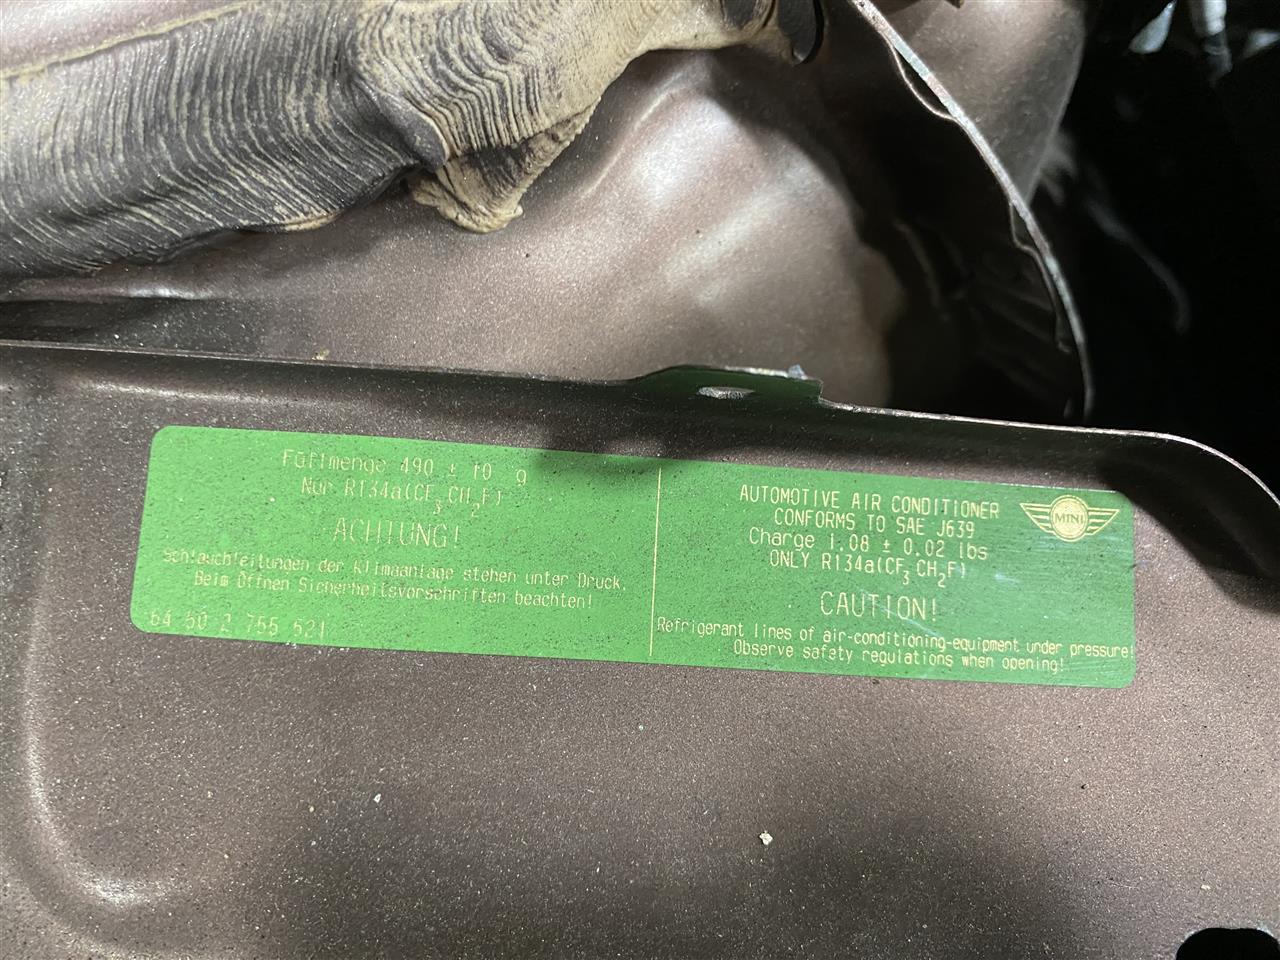 Füllmenge 490 ± 10 g
Nur R134a(CF3CH2F)
ACHTUNG!
Schlauchleitungen der Klimaanlage stehen unter Druck.
Beim Öffnen Sicherheitsvorschriften beachten!
64 50 2 755 521
AUTOMOTIVE AIR CONDITIONER
CONFORMS TO SAE J639
Charge 1.08 ± 0.02 lbs
ONLY R134a(CF3CH2F)
CAUTION!
Refrigerant lines of air-conditioning-equipment under pressure!
Observe safety regulations when opening!
MINI